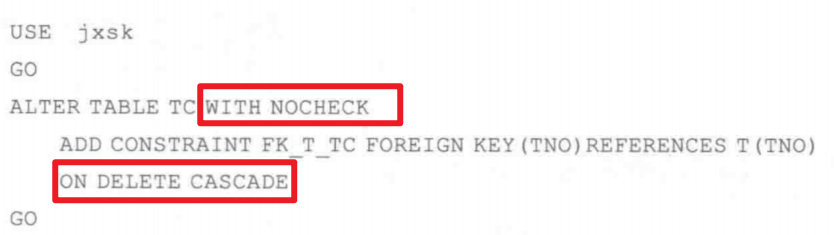 USE jxsk
GO
ALTER TABLE TC WITH NOCHECK
ADD CONSTRAINT FK_T_TC FOREIGN KEY(TNO)REFERENCES T(TNO)
ON DELETE CASCADE
GO